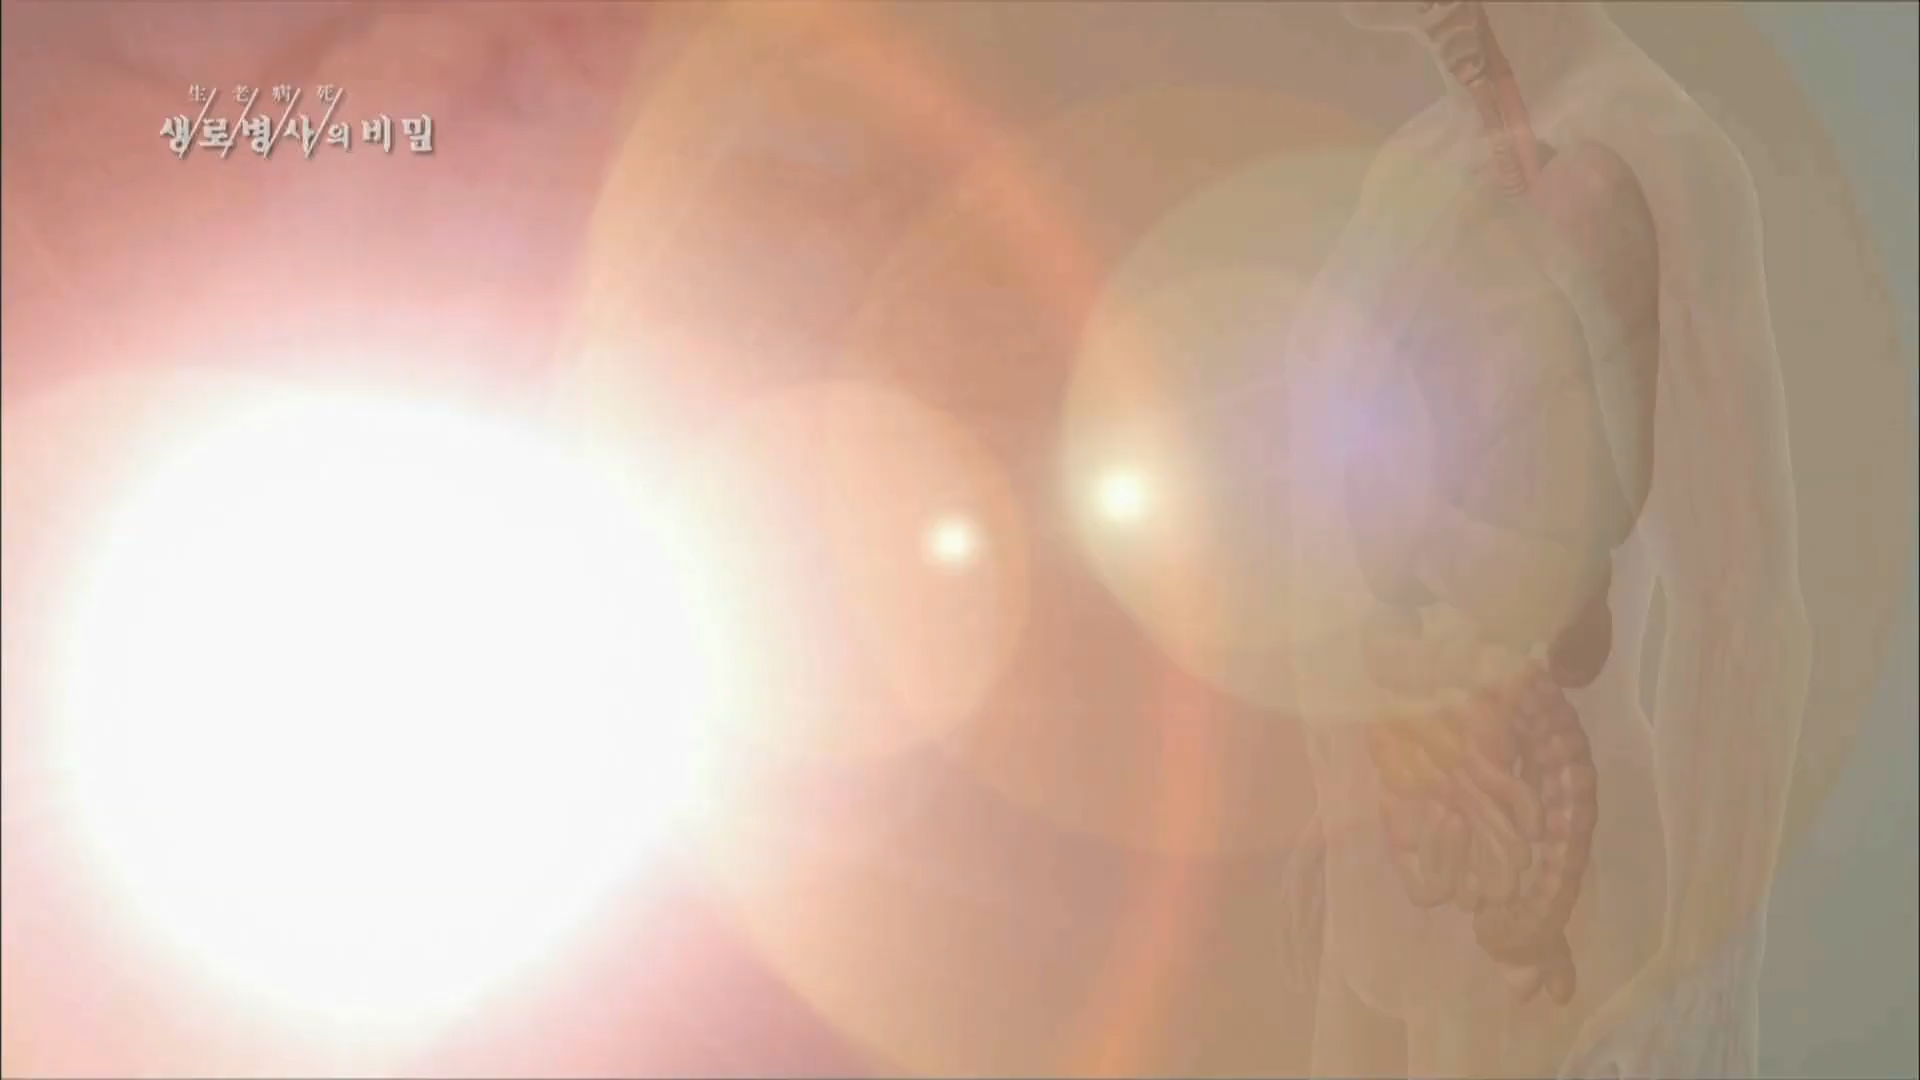 生 老 病 死
생로병사의 비밀